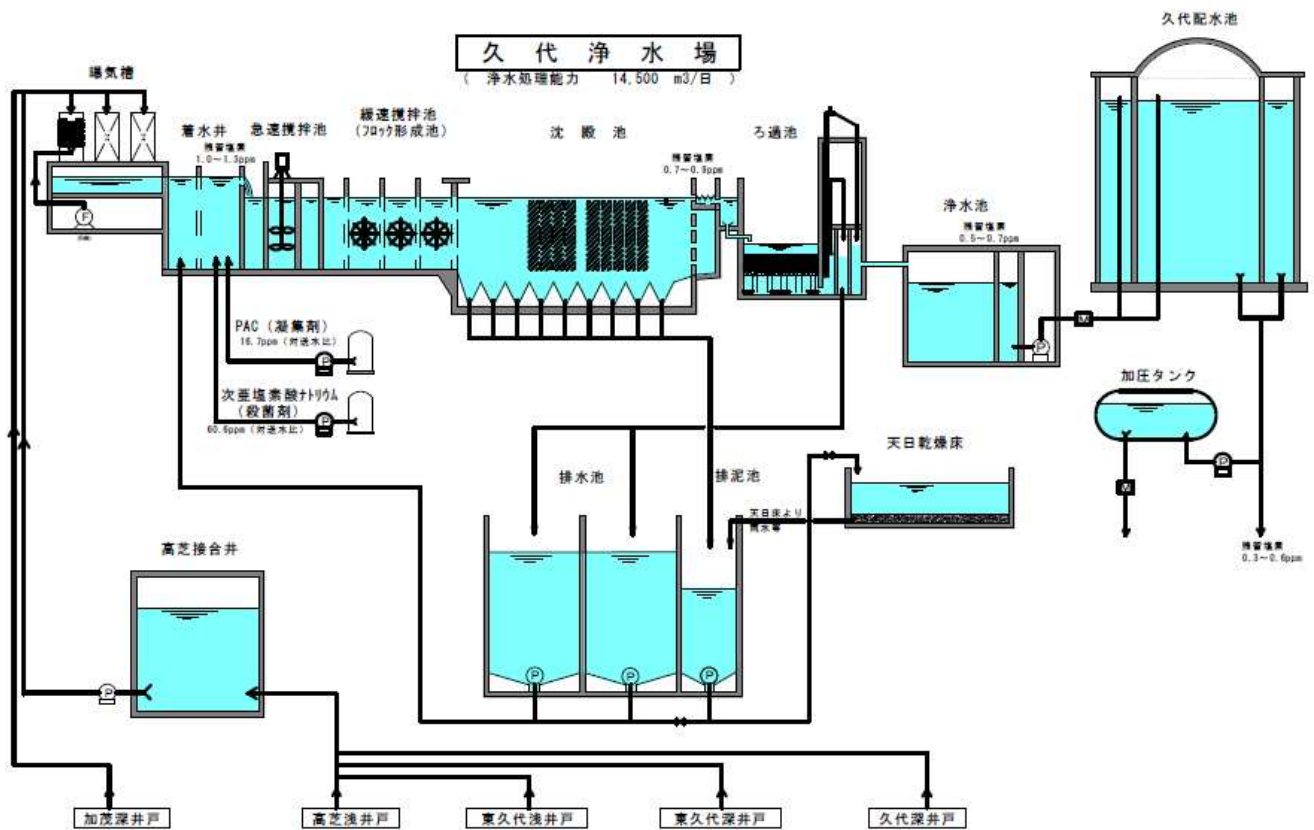 久代配水池
久代浄水場
( 浄水処理能力 14,500 m3/日 )
曝気槽
着水井
残留塩素
1.0～1.3ppm
急速攪拌池
緩速攪拌池
(フロック形成池)
沈殿池
ろ過池
残留塩素
0.7～0.9ppm
浄水池
残留塩素
0.5～0.7ppm
F
PAC (凝集剤)
16.7ppm (対送水比)
P
次亜塩素酸ナトリウム
(殺菌剤)
60.6ppm (対送水比)
P
P
M
加圧タンク
P
M
残留塩素
0.3～0.6ppm
天日乾燥床
排水池
排泥池
天日床より
雨水等
P
P
P
高芝接合井
P
加茂深井戸
高芝浅井戸
東久代浅井戸
東久代深井戸
久代深井戸